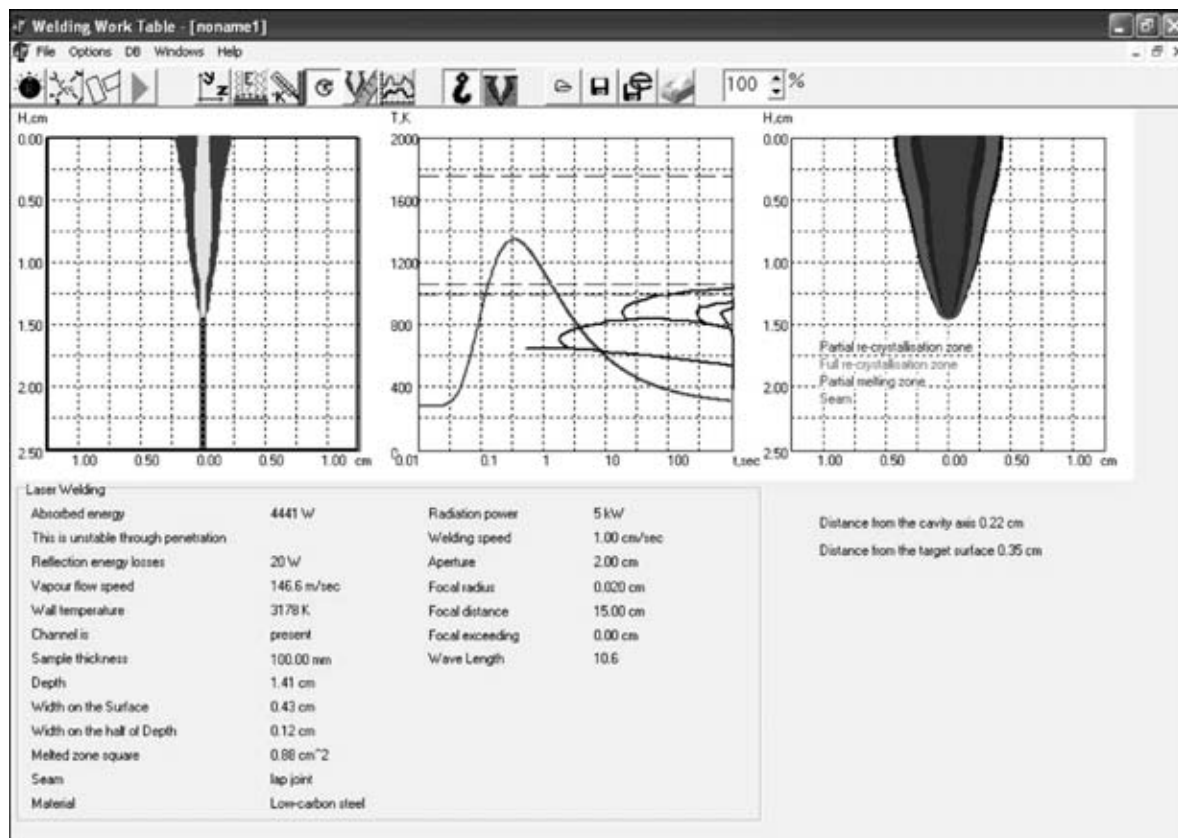 Welding Work Table - [noname1]
File Options DB Windows Help
100 %
H,cm
0.00
0.50
1.00
1.50
2.00
2.50
1.00 0.50 0.00 0.50 1.00 cm
T,K
2000
1600
1200
800
400
0
0.01 0.1 1 10 100 t,sec
H,cm
0.00
0.50
1.00
1.50
2.00
2.50
1.00 0.50 0.00 0.50 1.00 cm
Partial re-crystallisation zone
Full re-crystallisation zone
Partial melting zone
Seam
Laser Welding
Absorbed energy 4441 W Radiation power 5 kW
This is unstable through penetration Welding speed 1.00 cm/sec
Reflection energy losses 20 W Aperture 2.00 cm
Vapour flow speed 146.6 m/sec Focal radius 0.020 cm
Wall temperature 3178 K Focal distance 15.00 cm
Channel is present Focal exceeding 0.00 cm
Sample thickness 100.00 mm Wave Length 10.6
Depth 1.41 cm
Width on the Surface 0.43 cm
Width on the half of Depth 0.12 cm
Melted zone square 0.88 cm^2
Seam lap joint
Material Low-carbon steel
Distance from the cavity axis 0.22 cm
Distance from the target surface 0.35 cm